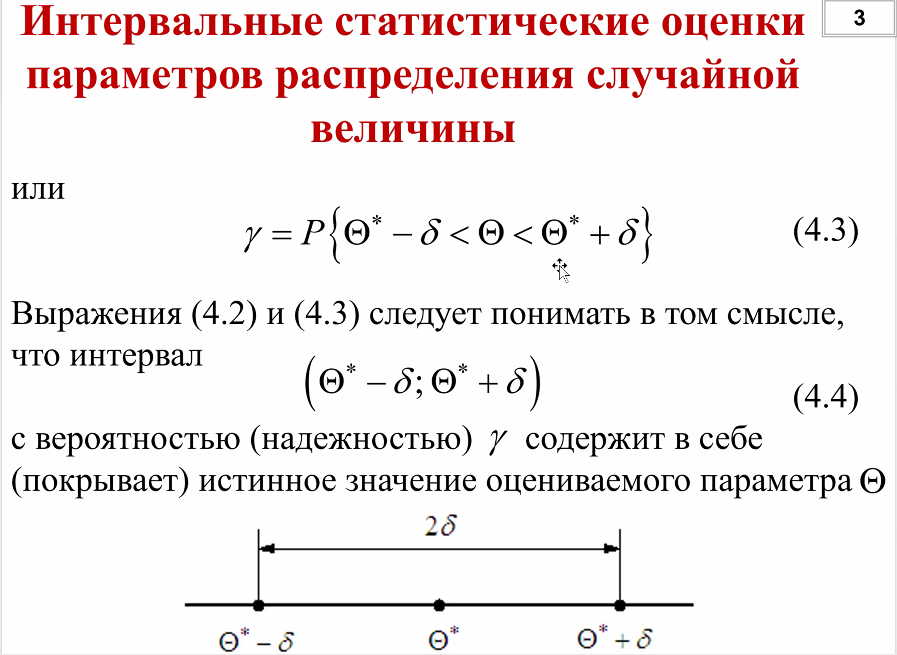 Интервальные статистические оценки
3
параметров распределения случайной
величины
или
γ = P{Θ* − δ < Θ < Θ* + δ}
(4.3)
Выражения (4.2) и (4.3) следует понимать в том смысле,
что интервал
(Θ* − δ; Θ* + δ)
(4.4)
с вероятностью (надежностью) γ содержит в себе
(покрывает) истинное значение оцениваемого параметра Θ
2δ
Θ* − δ
Θ*
Θ* + δ